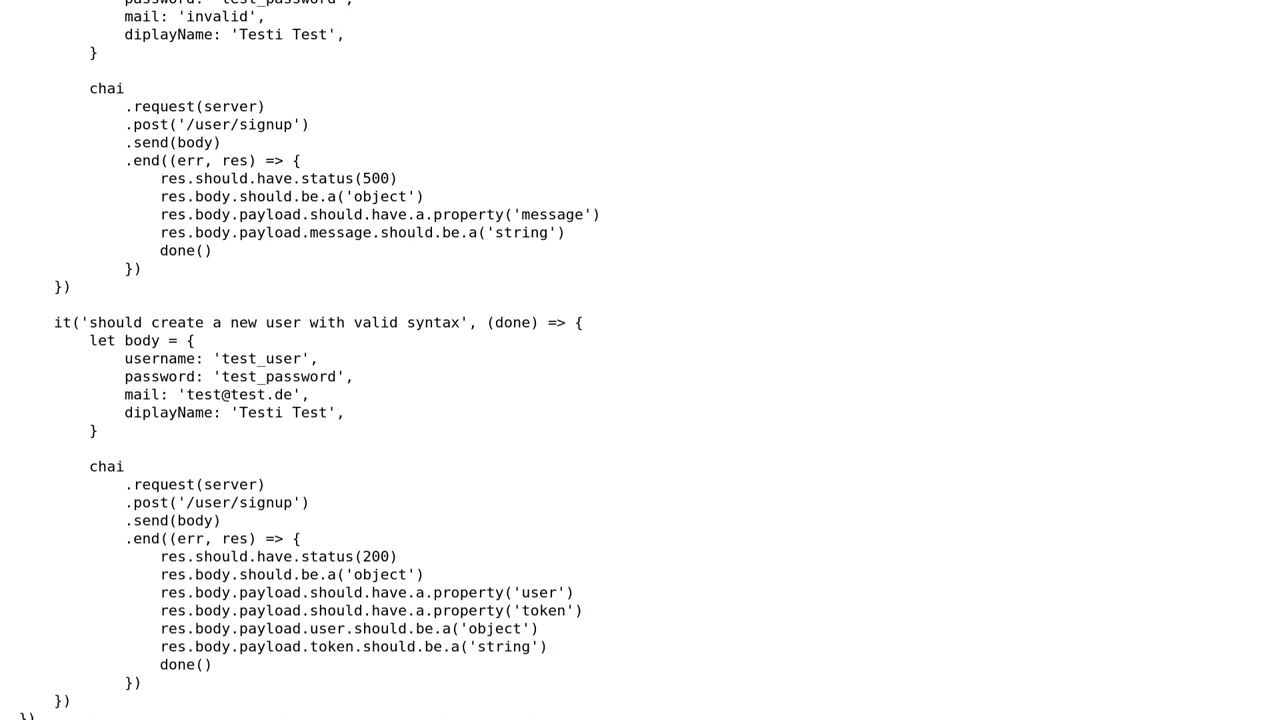 password: 'test_password',
mail: 'invalid',
diplayName: 'Testi Test',
}
chai
.request(server)
.post('/user/signup')
.send(body)
.end((err, res) => {
res.should.have.status(500)
res.body.should.be.a('object')
res.body.payload.should.have.a.property('message')
res.body.payload.message.should.be.a('string')
done()
})
})
it('should create a new user with valid syntax', (done) => {
let body = {
username: 'test_user',
password: 'test_password',
mail: 'test@test.de',
diplayName: 'Testi Test',
}
chai
.request(server)
.post('/user/signup')
.send(body)
.end((err, res) => {
res.should.have.status(200)
res.body.should.be.a('object')
res.body.payload.should.have.a.property('user')
res.body.payload.should.have.a.property('token')
res.body.payload.user.should.be.a('object')
res.body.payload.token.should.be.a('string')
done()
})
})
})